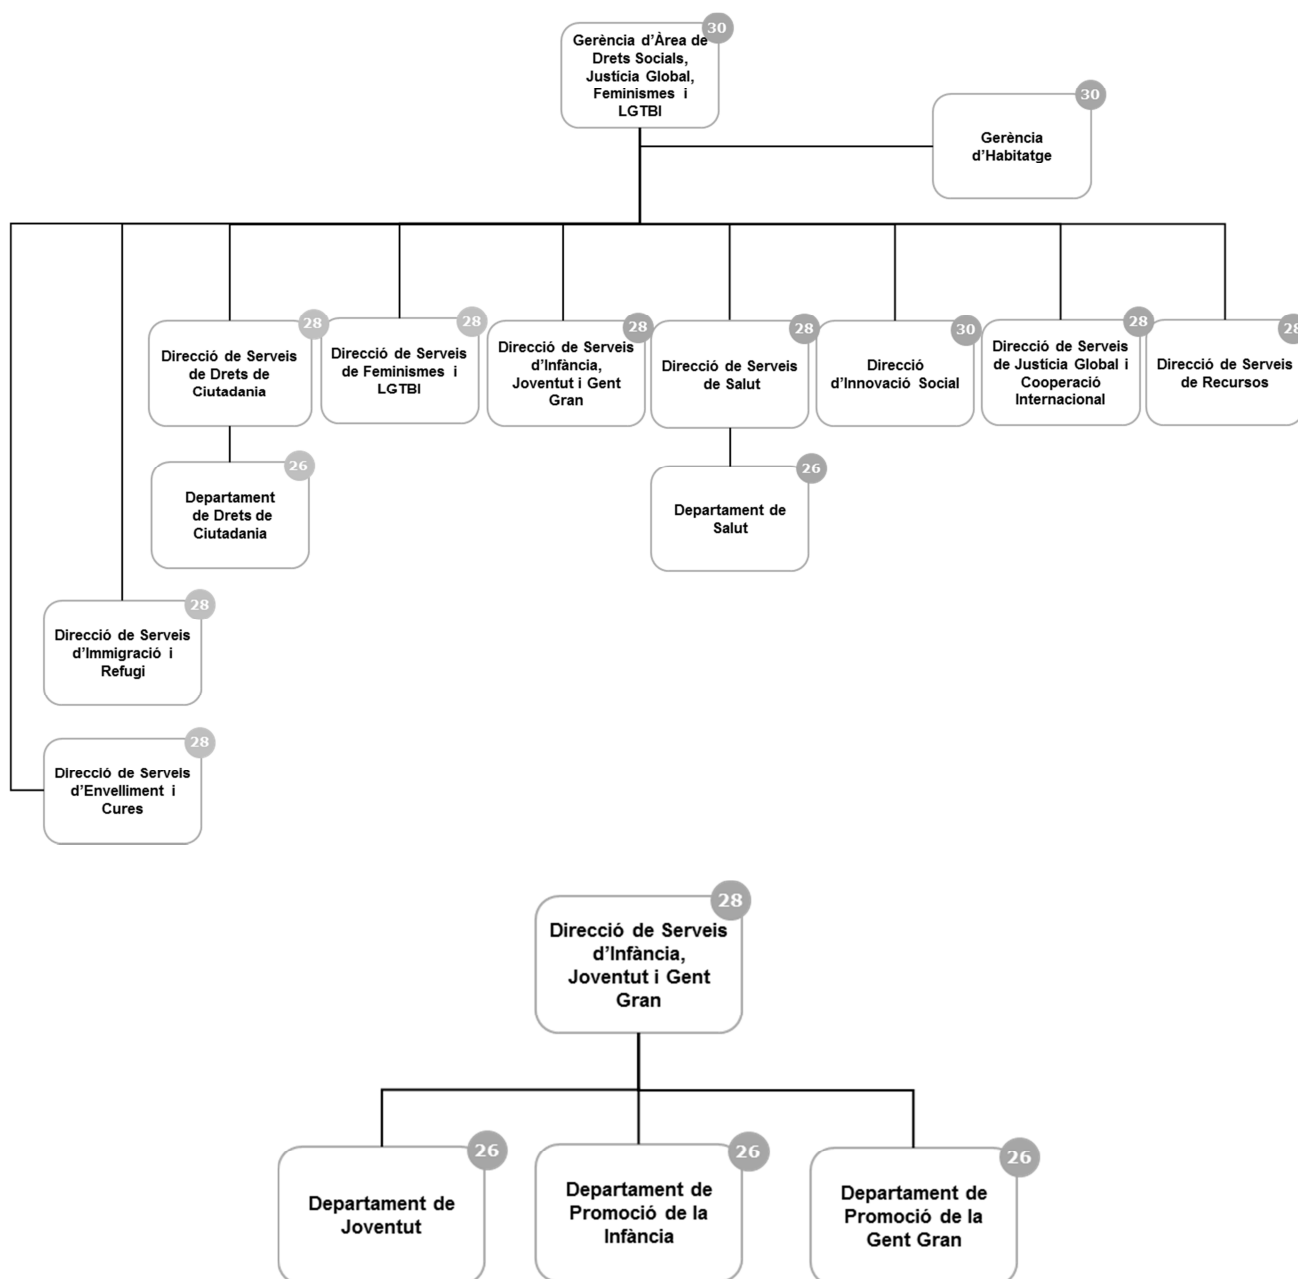 30
Gerència d’Àrea de
Drets Socials,
Justícia Global,
Feminismes i
LGTBI
30
Gerència
d’Habitatge
28
Direcció de Serveis
de Drets de
Ciutadania
28
Direcció de Serveis
de Feminismes i
LGTBI
28
Direcció de Serveis
d’Infància,
Joventut i Gent
Gran
28
Direcció de Serveis
de Salut
30
Direcció
d’Innovació Social
28
Direcció de Serveis
de Justícia Global i
Cooperació
Internacional
28
Direcció de Serveis
de Recursos
26
Departament
de Drets de
Ciutadania
26
Departament de
Salut
28
Direcció de Serveis
d’Immigració i
Refugi
28
Direcció de Serveis
d’Envelliment i
Cures
28
Direcció de Serveis
d’Infància,
Joventut i Gent
Gran
26
Departament de
Joventut
26
Departament de
Promoció de la
Infància
26
Departament de
Promoció de la
Gent Gran